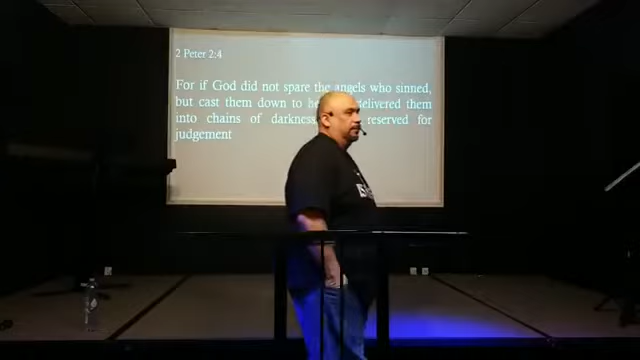 2 Peter 2:4
For if God did not spare the angels who sinned,
but cast them down to delivered them
into chains of darkness reserved for
judgement